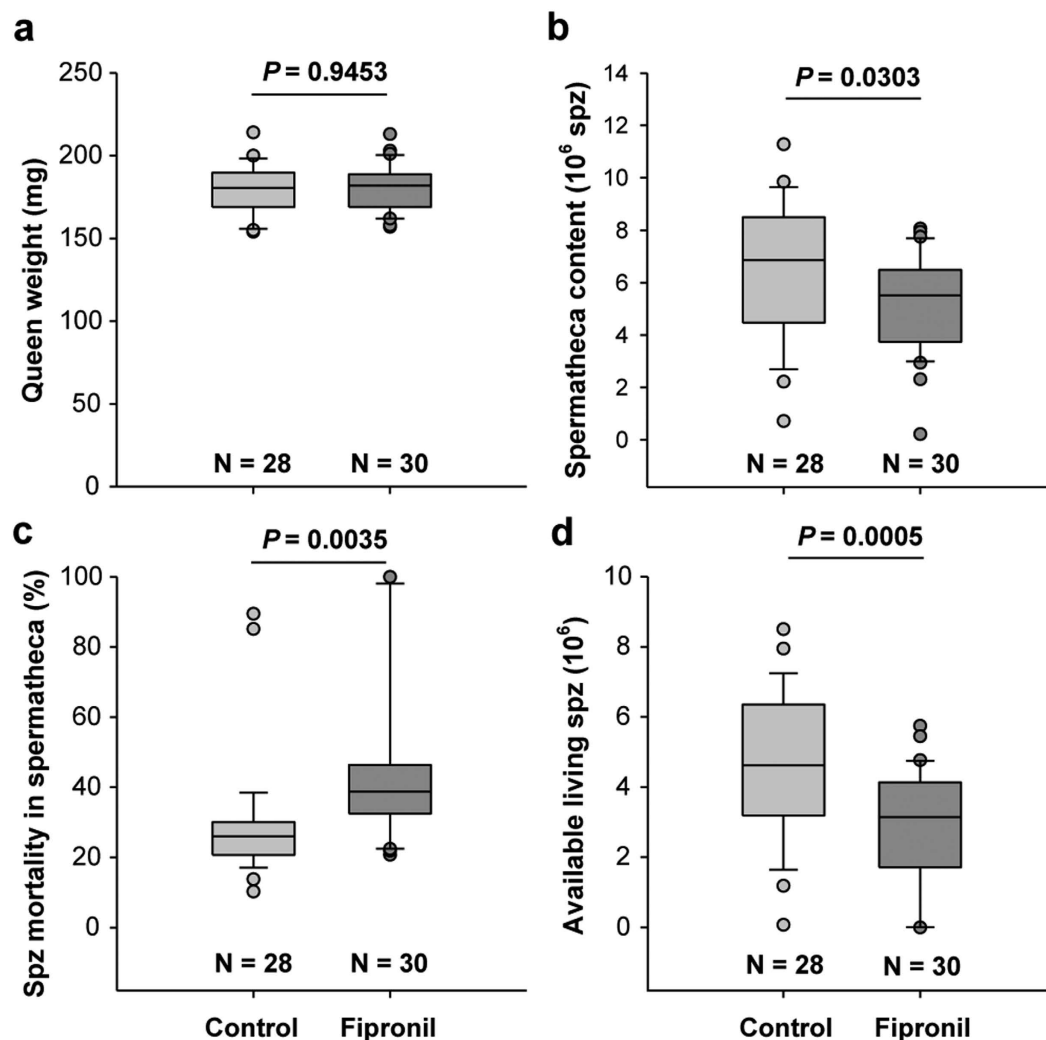 a
P = 0.9453
Queen weight (mg)
250
200
150
100
50
0
N = 28
N = 30
b
P = 0.0303
Spermatheca content (10⁶ spz)
14
12
10
8
6
4
2
0
N = 28
N = 30
c
P = 0.0035
Spz mortality in spermatheca (%)
100
80
60
40
20
0
N = 28
N = 30
Control
Fipronil
d
P = 0.0005
Available living spz (10⁶)
10
8
6
4
2
0
N = 28
N = 30
Control
Fipronil